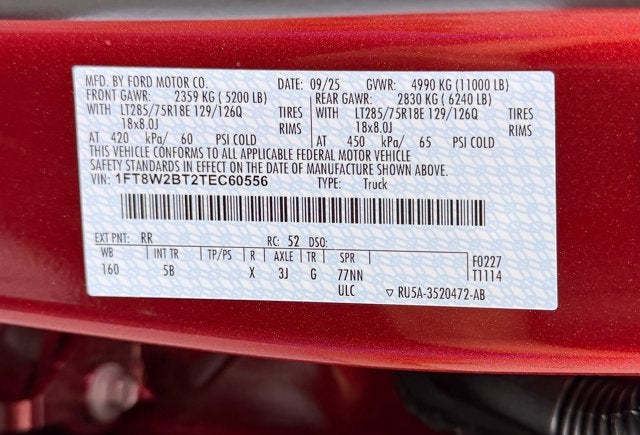 MFD. BY FORD MOTOR CO. DATE: 09/25 GVWR: 4990 KG (11000 LB)
FRONT GAWR: 2359 KG (5200 LB) REAR GAWR: 2830 KG (6240 LB)
WITH LT285/75R18E 129/126Q TIRES WITH LT285/75R18E 129/126Q TIRES
18x8.0J RIMS 18x8.0J RIMS
AT 420 kPa/ 60 PSI COLD AT 450 kPa/ 65 PSI COLD
THIS VEHICLE CONFORMS TO ALL APPLICABLE FEDERAL MOTOR VEHICLE
SAFETY STANDARDS IN EFFECT ON THE DATE OF MANUFACTURE SHOWN ABOVE.
VIN: 1FT8W2BT2TEC60556 TYPE: Truck
EXT PNT: RR RC: 52 DSO:
WB INT TR TP/PS R AXLE TR SPR F0227
160 5B X 3J G 77NN T1114
ULC ▽ RU5A-3520472-AB